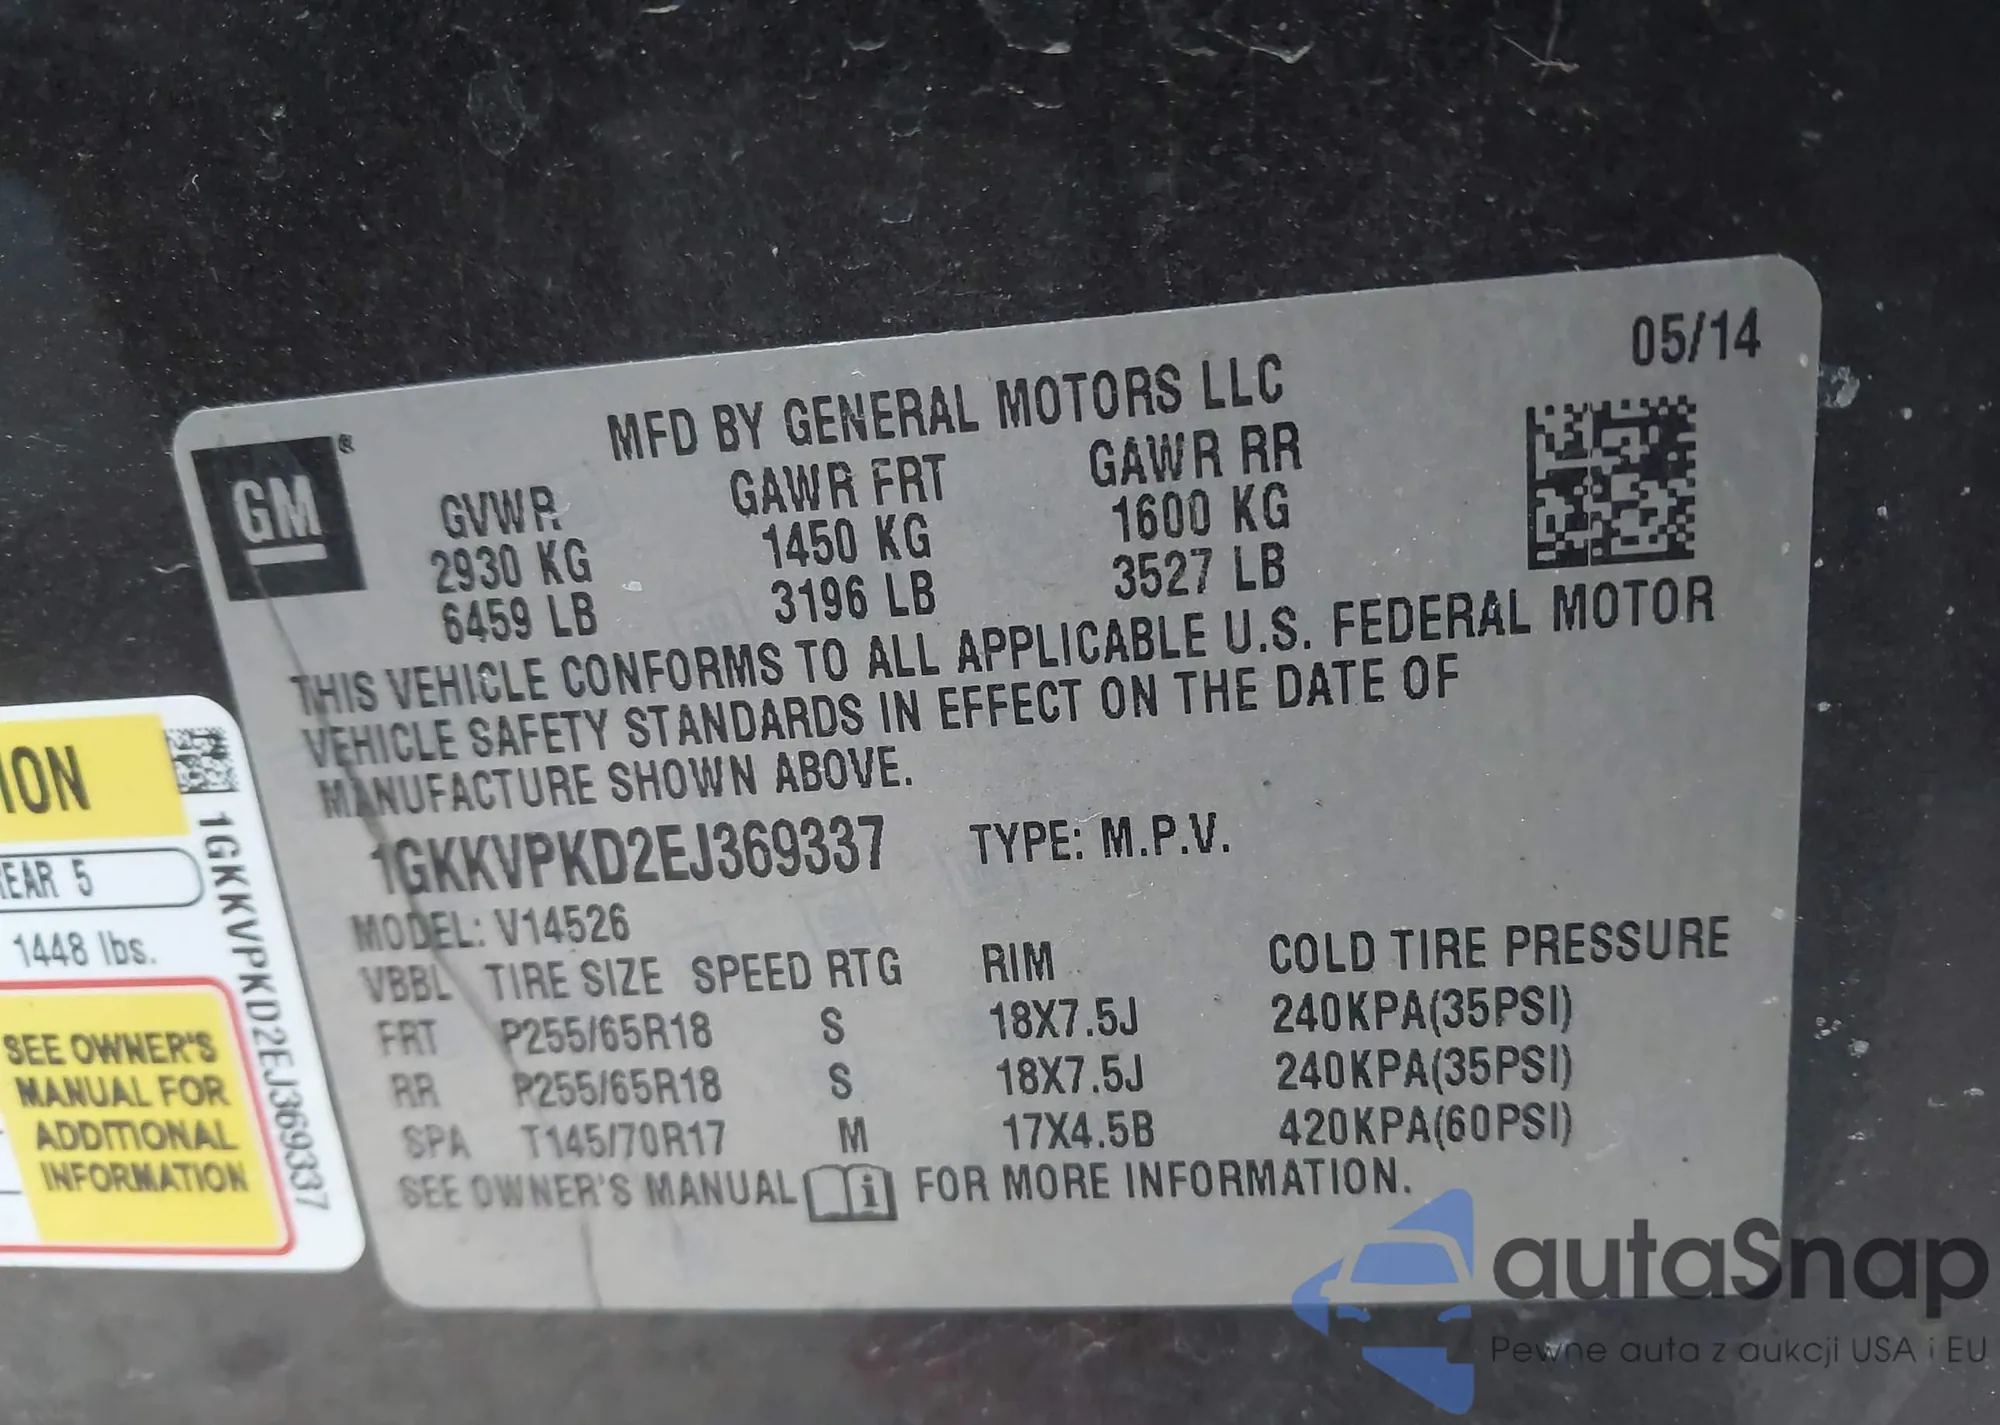 05/14
MFD BY GENERAL MOTORS LLC
GM ®
GVWR GAWR FRT GAWR RR
2930 KG 1450 KG 1600 KG
6459 LB 3196 LB 3527 LB
THIS VEHICLE CONFORMS TO ALL APPLICABLE U.S. FEDERAL MOTOR
VEHICLE SAFETY STANDARDS IN EFFECT ON THE DATE OF
MANUFACTURE SHOWN ABOVE.
1GKKVPKD2EJ369337 TYPE: M.P.V.
MODEL: V14526
VBBL TIRE SIZE SPEED RTG RIM COLD TIRE PRESSURE
FRT P255/65R18 S 18X7.5J 240KPA(35PSI)
RR P255/65R18 S 18X7.5J 240KPA(35PSI)
SPA T145/70R17 M 17X4.5B 420KPA(60PSI)
SEE OWNER'S MANUAL i FOR MORE INFORMATION.
ION
EAR 5
1448 lbs.
SEE OWNER'S
MANUAL FOR
ADDITIONAL
INFORMATION
1GKKVPKD2EJ369337
autaSnap
Pewne auta z aukcji USA i EU